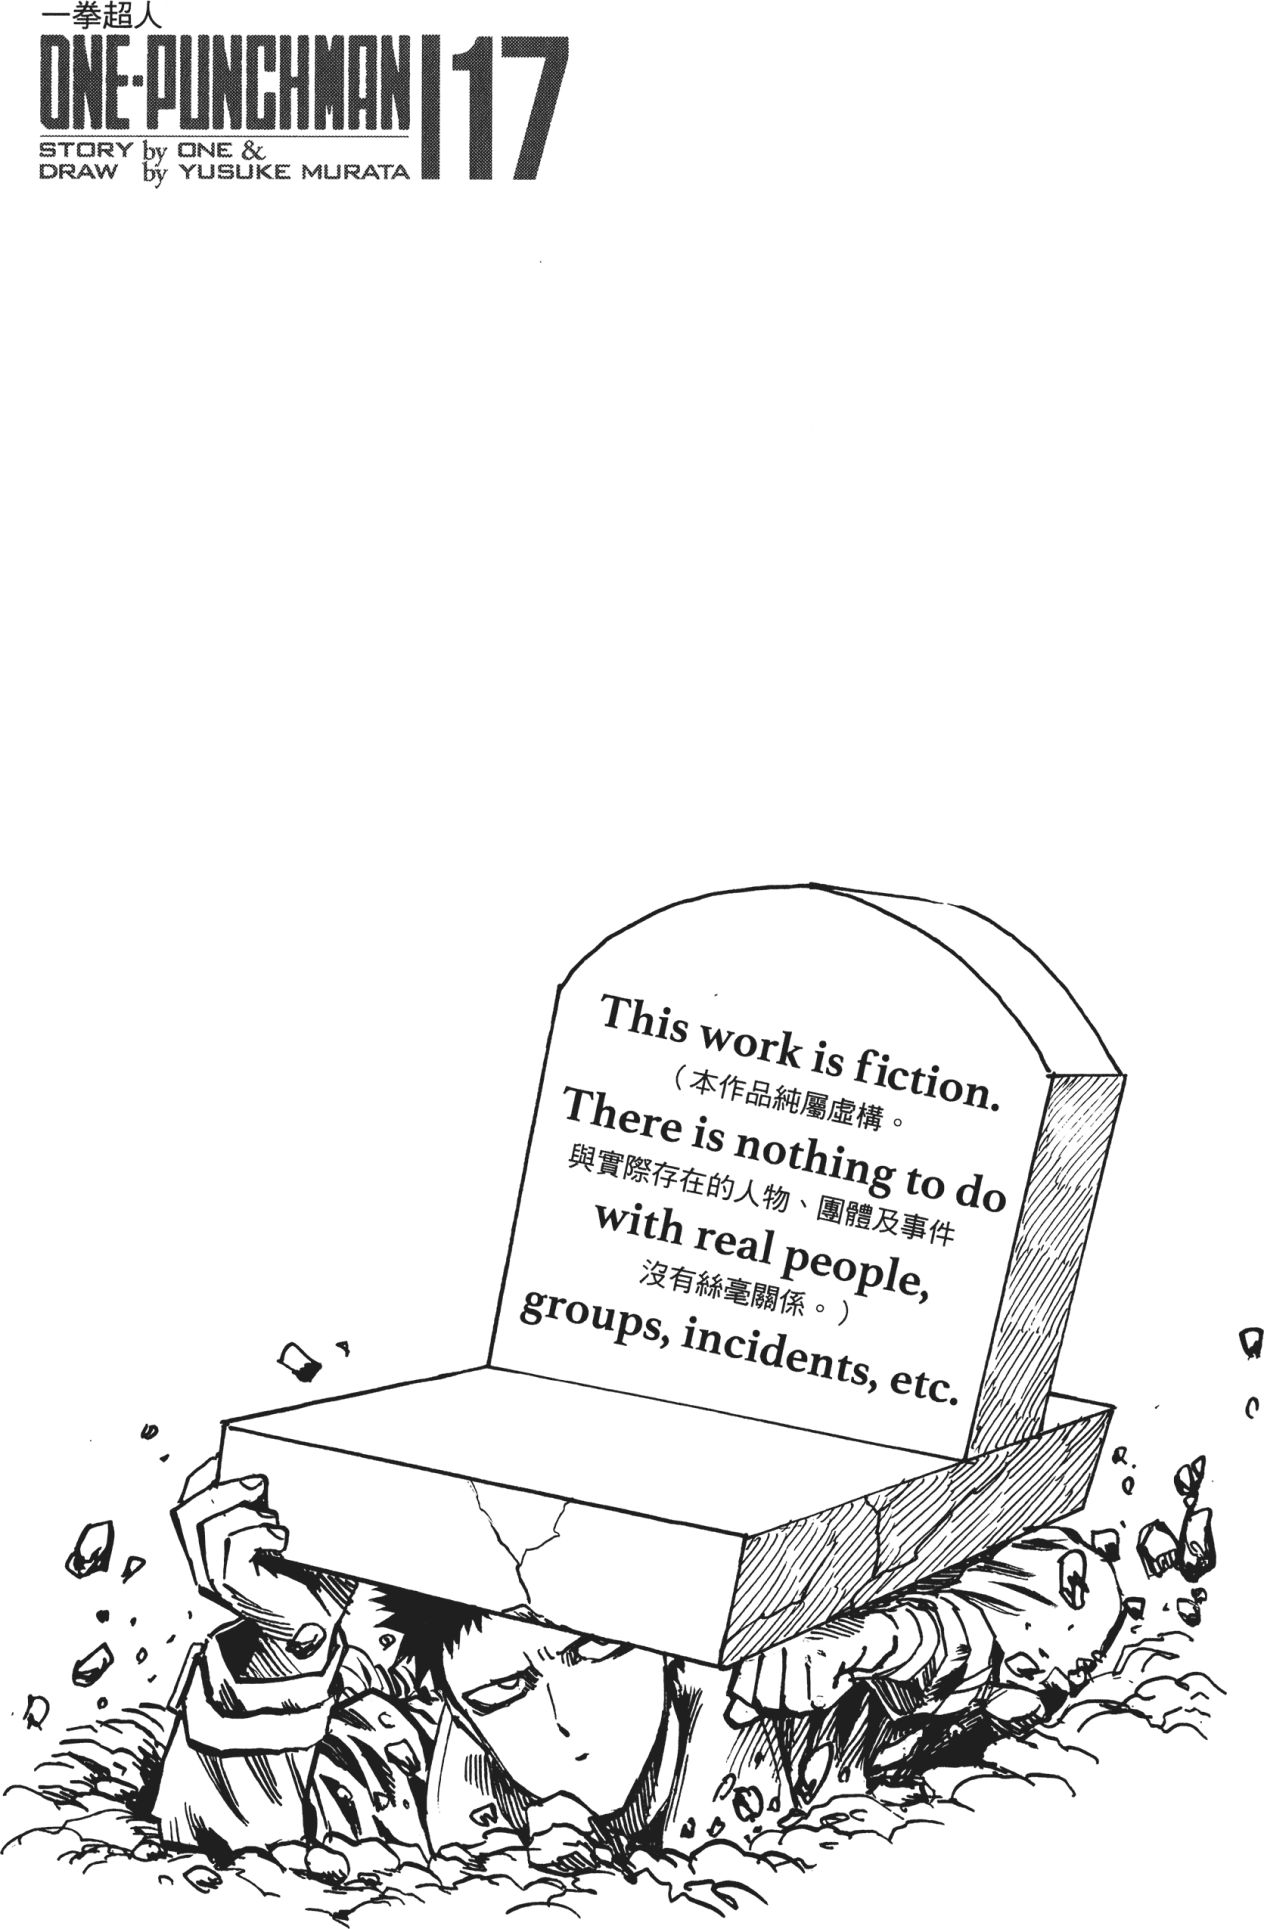 一拳超人
ONE-PUNCHMAN 17
STORY by ONE &
DRAW by YUSUKE MURATA
This work is fiction.
（本作品純屬虛構。
There is nothing to do
與實際存在的人物、團體及事件
with real people,
沒有絲毫關係。）
groups, incidents, etc.